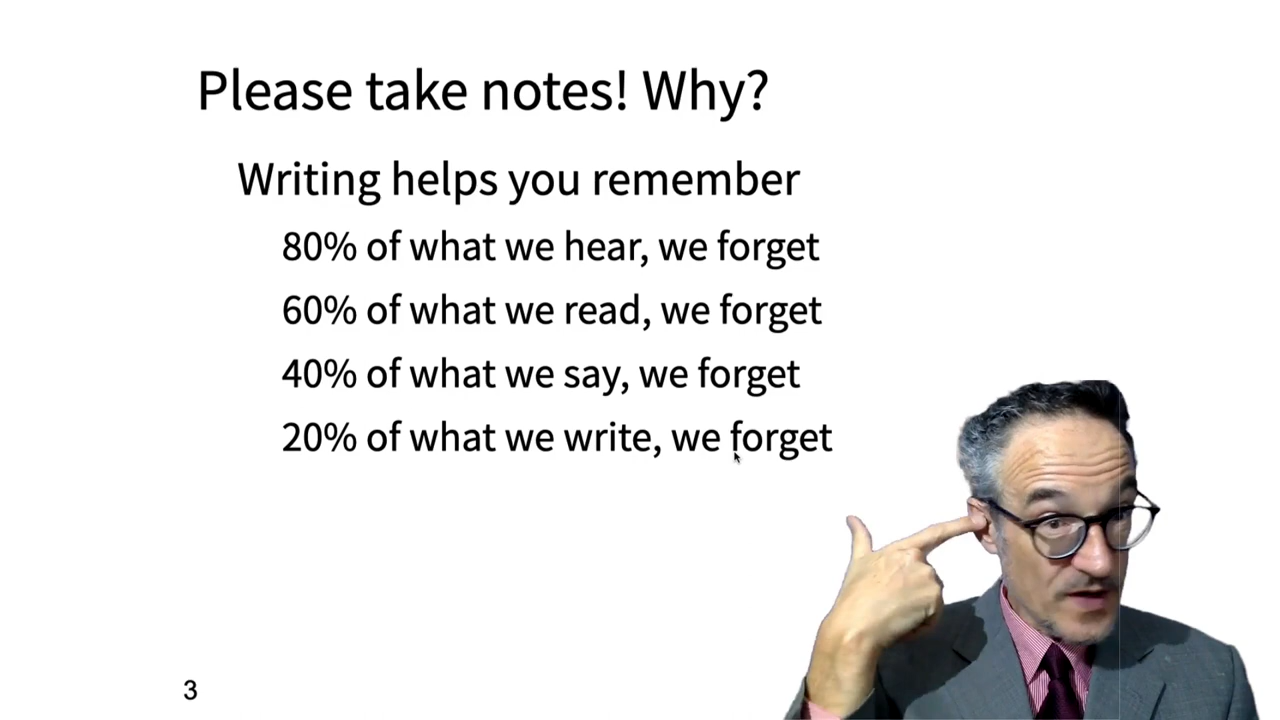 Please take notes! Why?
Writing helps you remember
80% of what we hear, we forget
60% of what we read, we forget
40% of what we say, we forget
20% of what we write, we forget
3